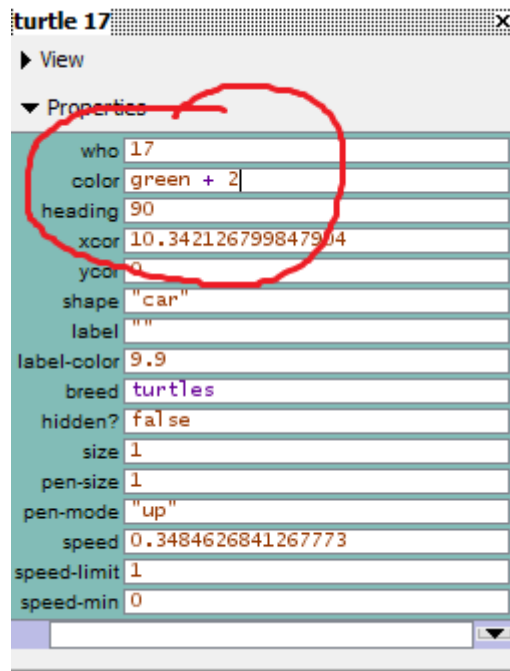 turtle 17 x
View
Properties
who 17
color green + 2
heading 90
xcor 10.342126799847904
ycor 0
shape "car"
label ""
label-color 9.9
breed turtles
hidden? false
size 1
pen-size 1
pen-mode "up"
speed 0.3484626841267773
speed-limit 1
speed-min 0